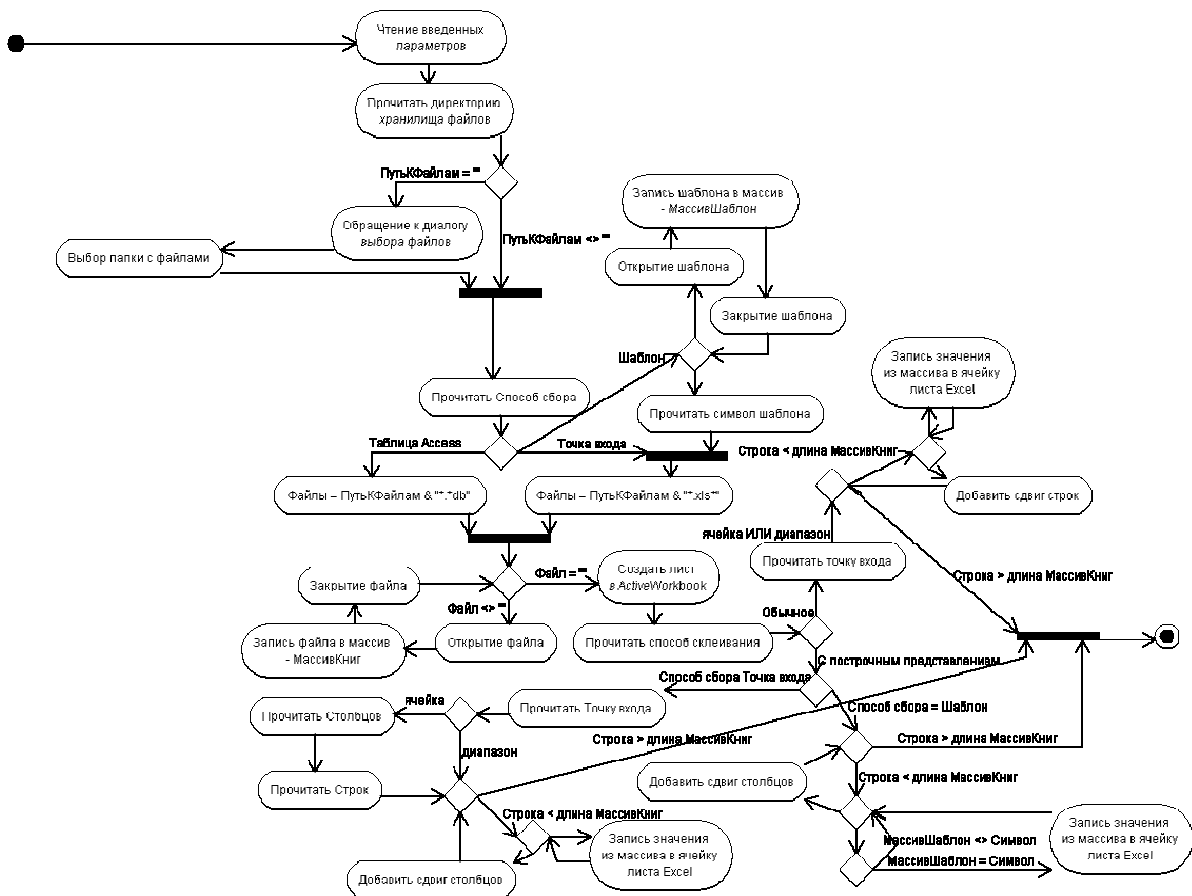 Чтение введенных
параметров
Прочитать директорию
хранилища файлов
ПутьКФайлам = ""
Обращение к диалогу
выбора файлов
ПутьКФайлам <> ""
Выбор папки с файлами
Запись шаблона в массив
- МассивШаблон
Открытие шаблона
Закрытие шаблона
Шаблон
Прочитать Способ сбора
Прочитать символ шаблона
Таблица Access
Точка входа
Файлы – ПутьКФайлам & "*.*db"
Файлы – ПутьКФайлам & "*.xls*"
Запись значения
из массива в ячейку
листа Excel
Строка < длина МассивКниг
Добавить сдвиг строк
ячейка ИЛИ диапазон
Прочитать точку входа
Строка > длина МассивКниг
Закрытие файла
Файл = ""
Создать лист
в ActiveWorkbook
Файл <> ""
Запись файла в массив
- МассивКниг
Открытие файла
Прочитать способ склеивания
Обычное
С построчным представлением
Способ сбора Точка входа
Способ сбора = Шаблон
ячейка
Прочитать Столбцов
Прочитать Точку входа
диапазон
Строка > длина МассивКниг
Строка > длина МассивКниг
Прочитать Строк
Добавить сдвиг столбцов
Строка < длина МассивКниг
Строка < длина МассивКниг
Запись значения
из массива в ячейку
листа Excel
Добавить сдвиг столбцов
МассивШаблон <> Символ
МассивШаблон = Символ
Запись значения
из массива в ячейку
листа Excel